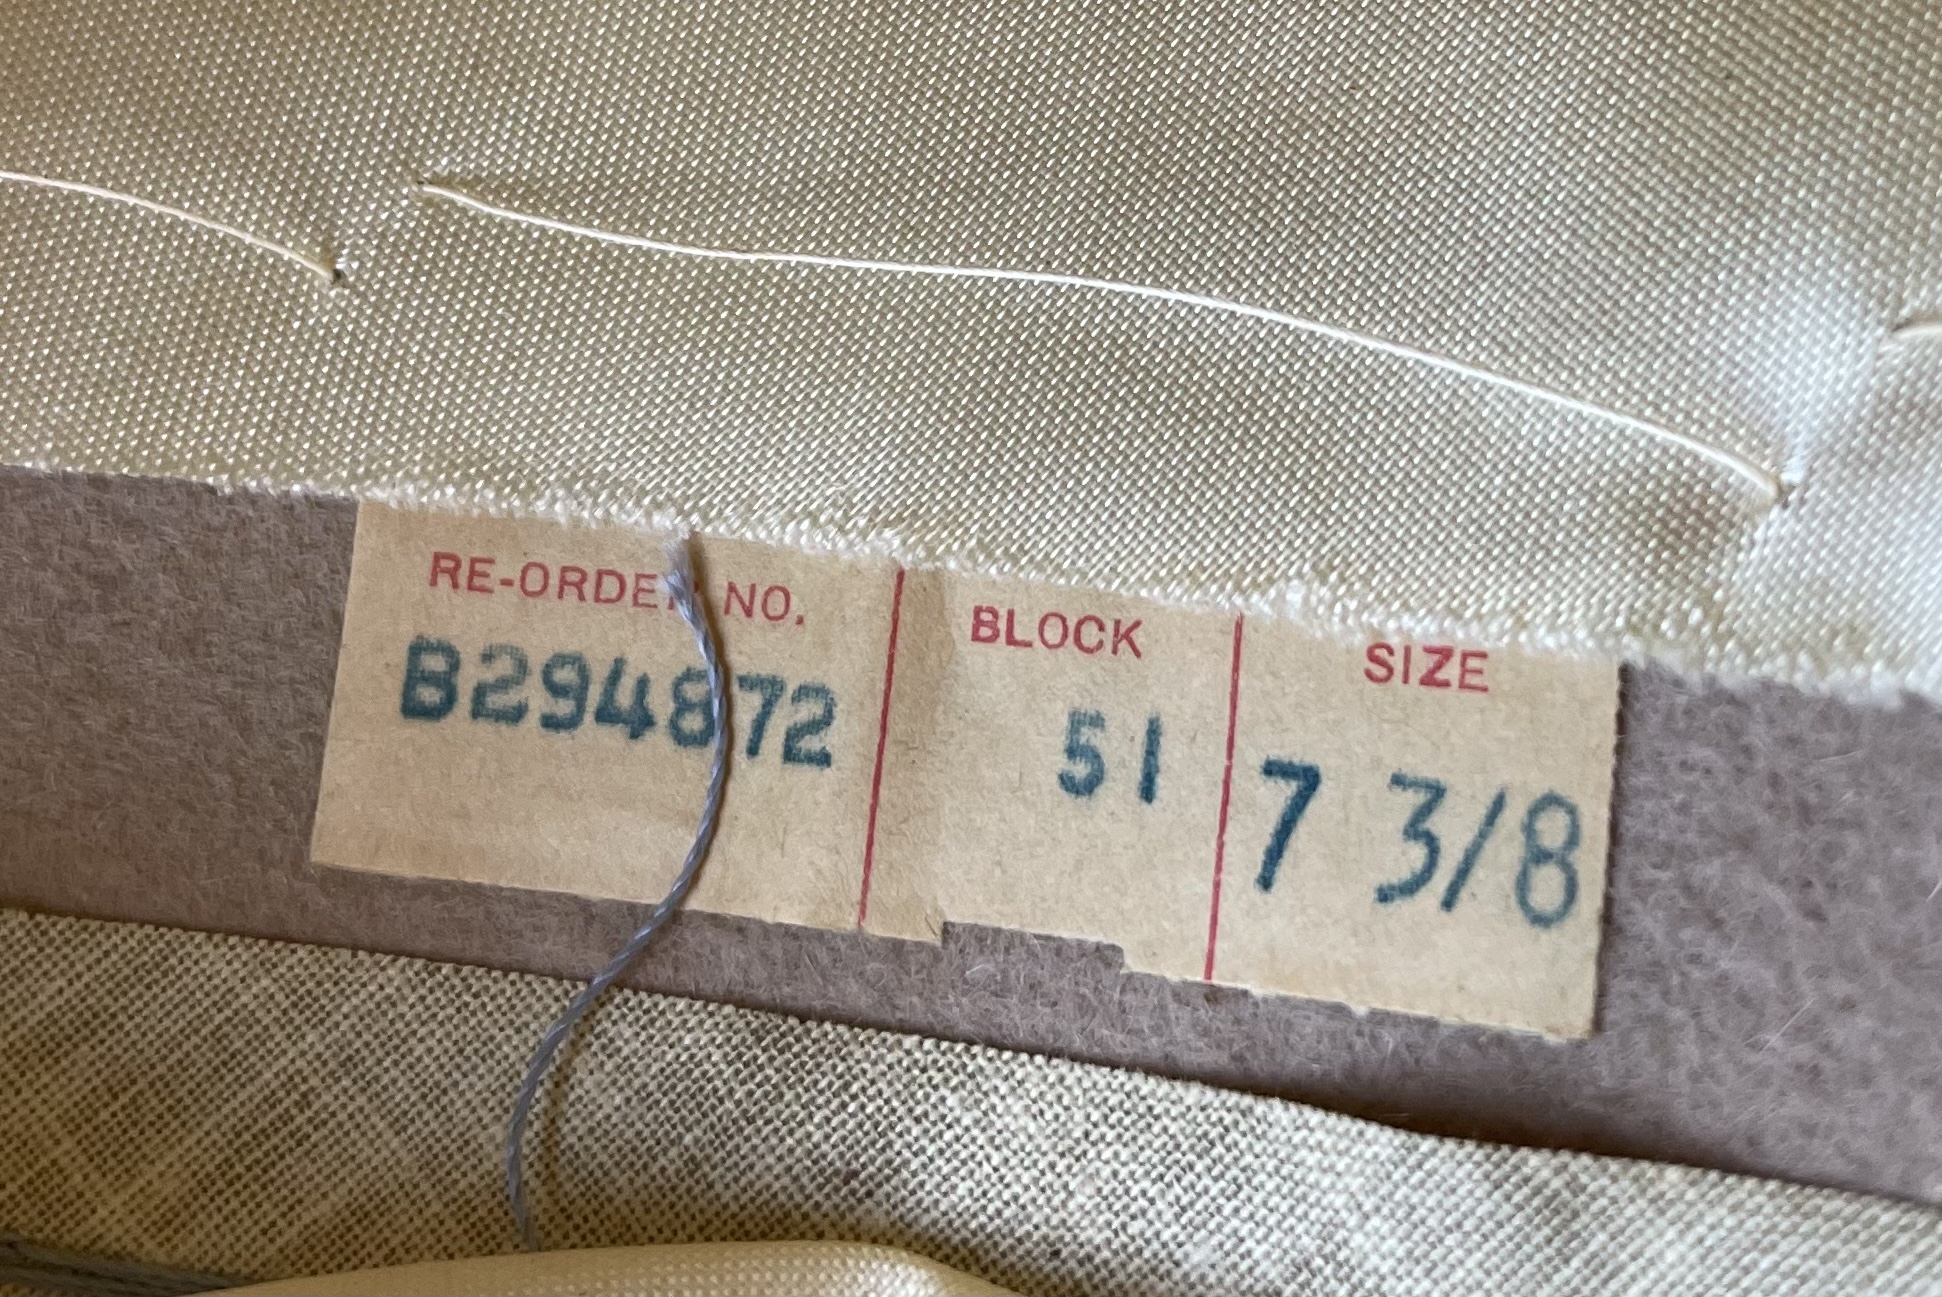 RE-ORDER NO.
BLOCK
SIZE
B294872
51
7 3/8